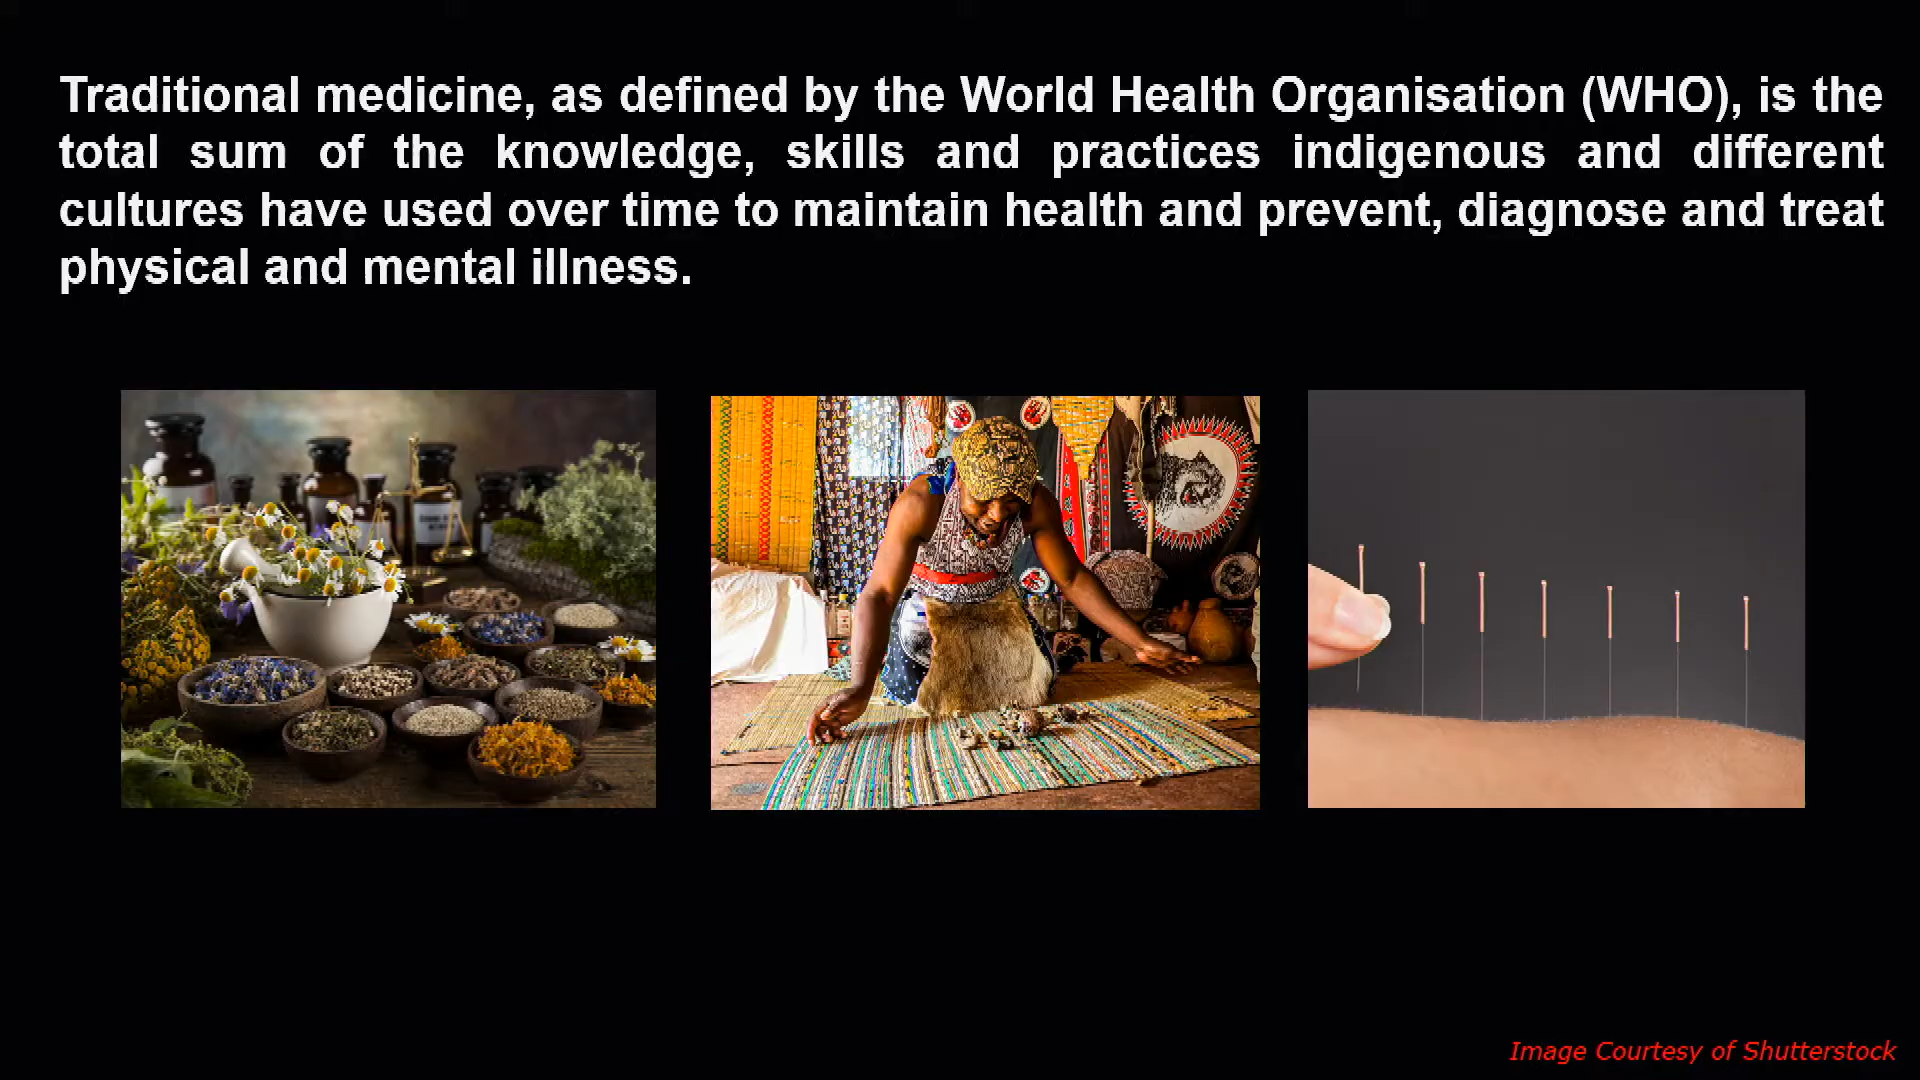 Traditional medicine, as defined by the World Health Organisation (WHO), is the
total sum of the knowledge, skills and practices indigenous and different
cultures have used over time to maintain health and prevent, diagnose and treat
physical and mental illness.
Image Courtesy of Shutterstock